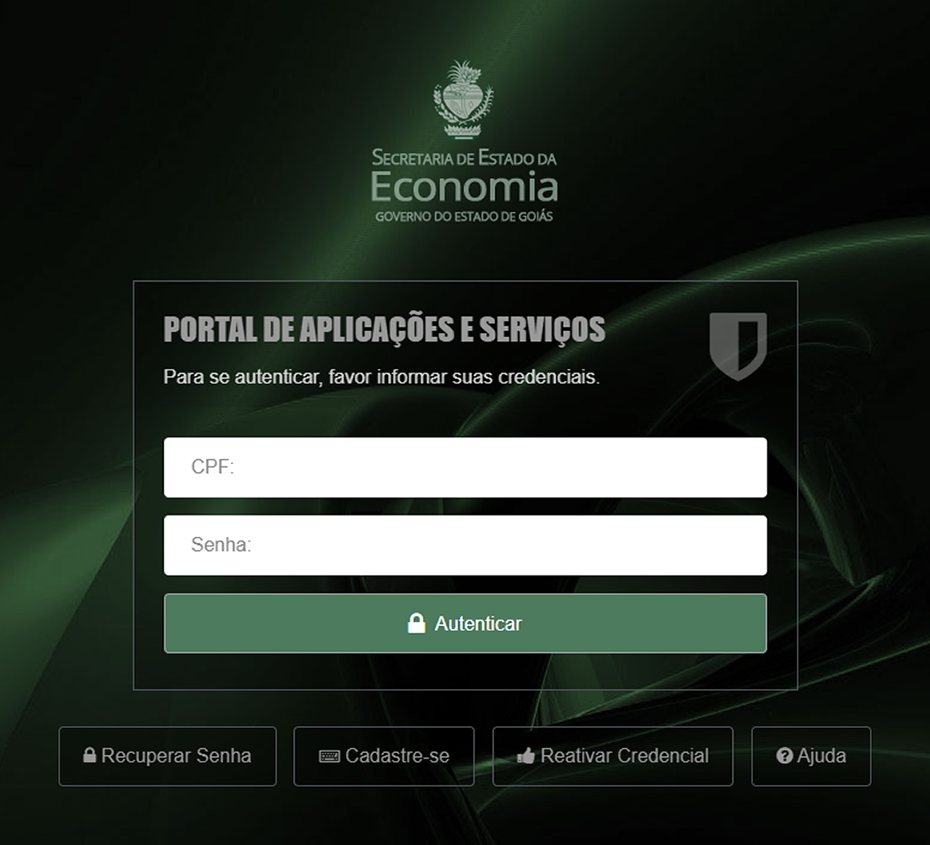 SECRETARIA DE ESTADO DA
Economia
GOVERNO DO ESTADO DE GOIÁS
PORTAL DE APLICAÇÕES E SERVIÇOS
Para se autenticar, favor informar suas credenciais.
CPF:
Senha:
Autenticar
Recuperar Senha
Cadastre-se
Reativar Credencial
Ajuda